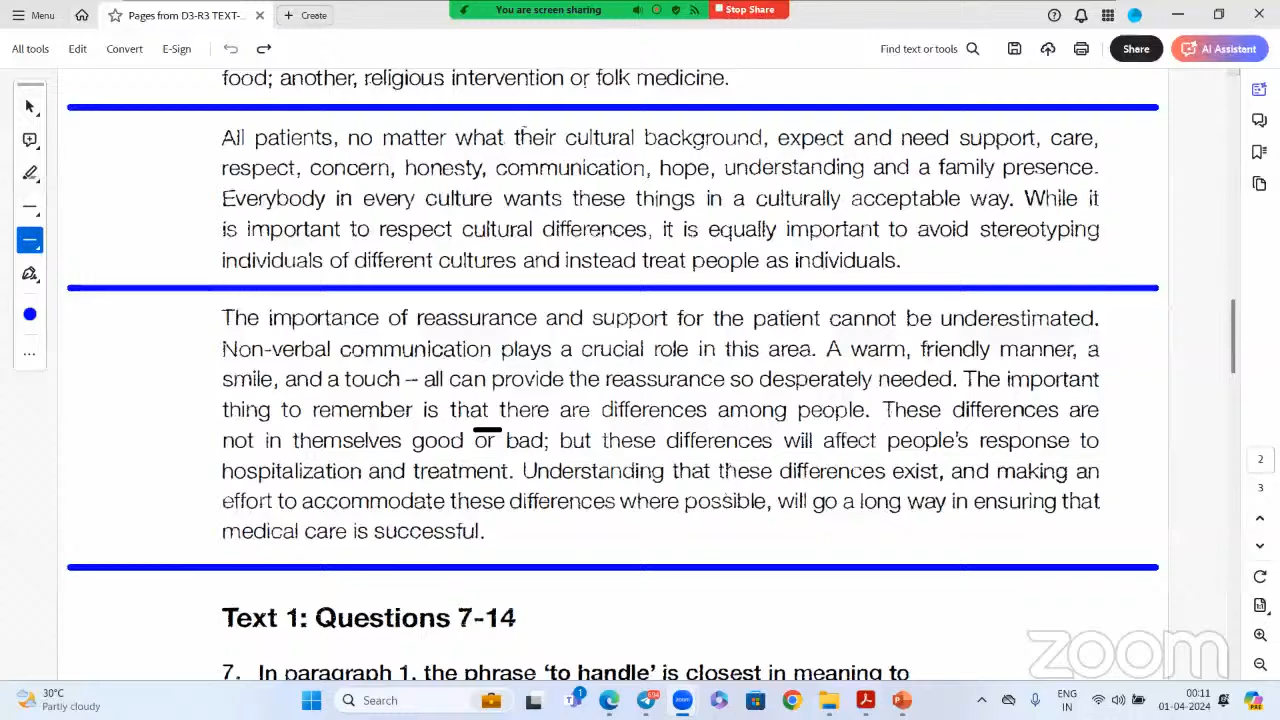 You are screen sharing
Stop Share
Menu
Pages from D3-R3 TEXT-...
Create
All tools
Edit
Convert
E-Sign
Find text or tools
Share
AI Assistant
food; another, religious intervention or folk medicine.
All patients, no matter what their cultural background, expect and need support, care,
respect, concern, honesty, communication, hope, understanding and a family presence.
Everybody in every culture wants these things in a culturally acceptable way. While it
is important to respect cultural differences, it is equally important to avoid stereotyping
individuals of different cultures and instead treat people as individuals.
The importance of reassurance and support for the patient cannot be underestimated.
Non-verbal communication plays a crucial role in this area. A warm, friendly manner, a
smile, and a touch – all can provide the reassurance so desperately needed. The important
thing to remember is that there are differences among people. These differences are
not in themselves good or bad; but these differences will affect people's response to
hospitalization and treatment. Understanding that these differences exist, and making an
effort to accommodate these differences where possible, will go a long way in ensuring that
medical care is successful.
Text 1: Questions 7-14
7. In paragraph 1, the phrase 'to handle' is closest in meaning to
2
3
zoom
30°C
Partly cloudy
Search
1
ENG
IN
00:11
01-04-2024